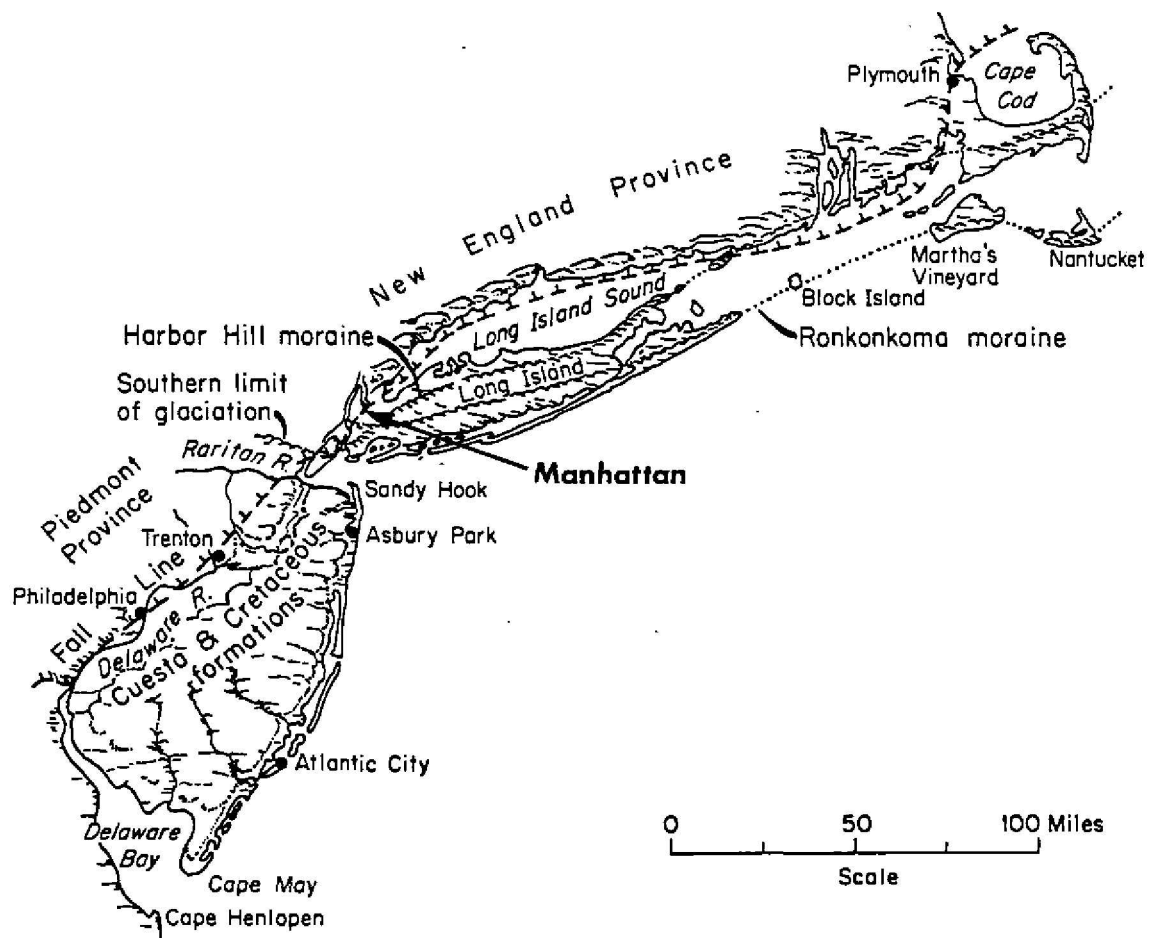 Plymouth
Cape
Cod
New England Province
Martha's
Vineyard
Nantucket
Block Island
Long Island Sound
Ronkonkoma moraine
Harbor Hill moraine
Long Island
Southern limit
of glaciation
Raritan R.
Manhattan
Sandy Hook
Piedmont
Province
Asbury Park
Trenton
Fall Line
Philadelphia
Delaware R.
Cuesta & Cretaceous
formations
Atlantic City
0 50 100 Miles
Scale
Delaware
Bay
Cape May
Cape Henlopen